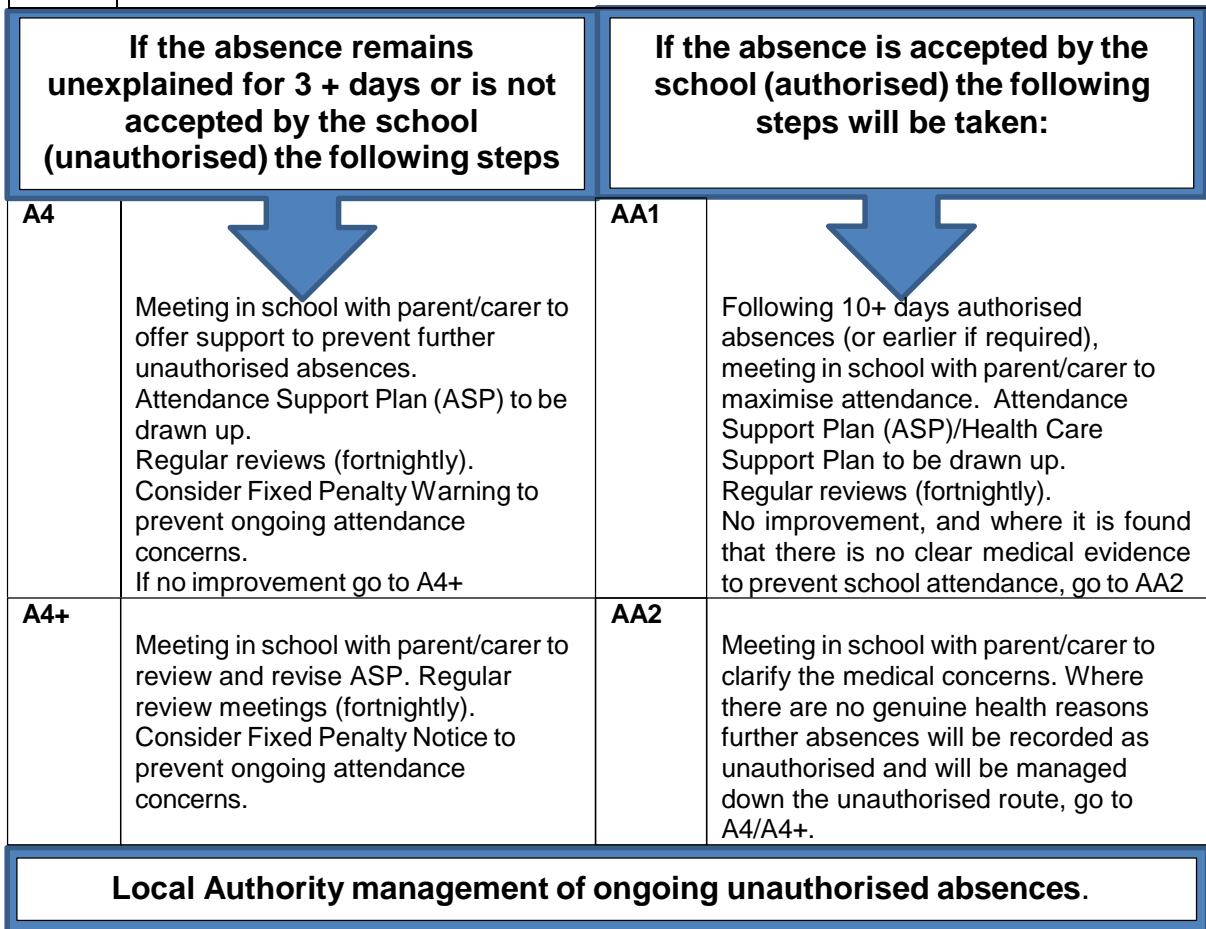 If the absence remains
unexplained for 3 + days or is not
accepted by the school
(unauthorised) the following steps
If the absence is accepted by the
school (authorised) the following
steps will be taken:
A4
Meeting in school with parent/carer to
offer support to prevent further
unauthorised absences.
Attendance Support Plan (ASP) to be
drawn up.
Regular reviews (fortnightly).
Consider Fixed Penalty Warning to
prevent ongoing attendance
concerns.
If no improvement go to A4+
AA1
Following 10+ days authorised
absences (or earlier if required),
meeting in school with parent/carer to
maximise attendance. Attendance
Support Plan (ASP)/Health Care
Support Plan to be drawn up.
Regular reviews (fortnightly).
No improvement, and where it is found
that there is no clear medical evidence
to prevent school attendance, go to AA2
A4+
Meeting in school with parent/carer to
review and revise ASP. Regular
review meetings (fortnightly).
Consider Fixed Penalty Notice to
prevent ongoing attendance
concerns.
AA2
Meeting in school with parent/carer to
clarify the medical concerns. Where
there are no genuine health reasons
further absences will be recorded as
unauthorised and will be managed
down the unauthorised route, go to
A4/A4+.
Local Authority management of ongoing unauthorised absences.